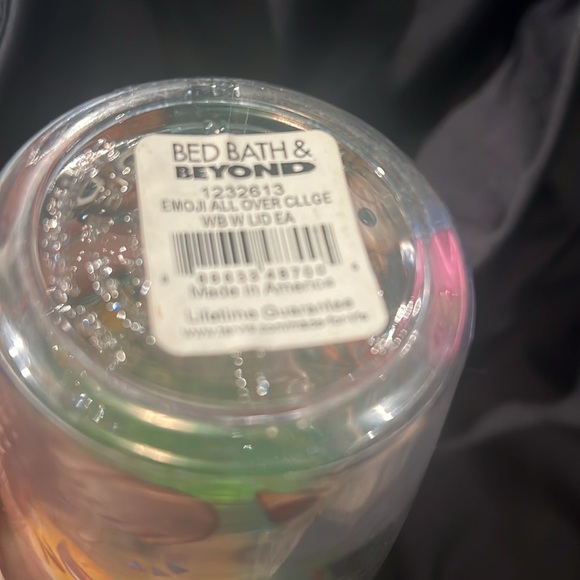 BED BATH &
BEYOND
1232613
EMOJI ALL OVER CLLGE
WB W LID EA
Made in America
Lifetime Guarantee